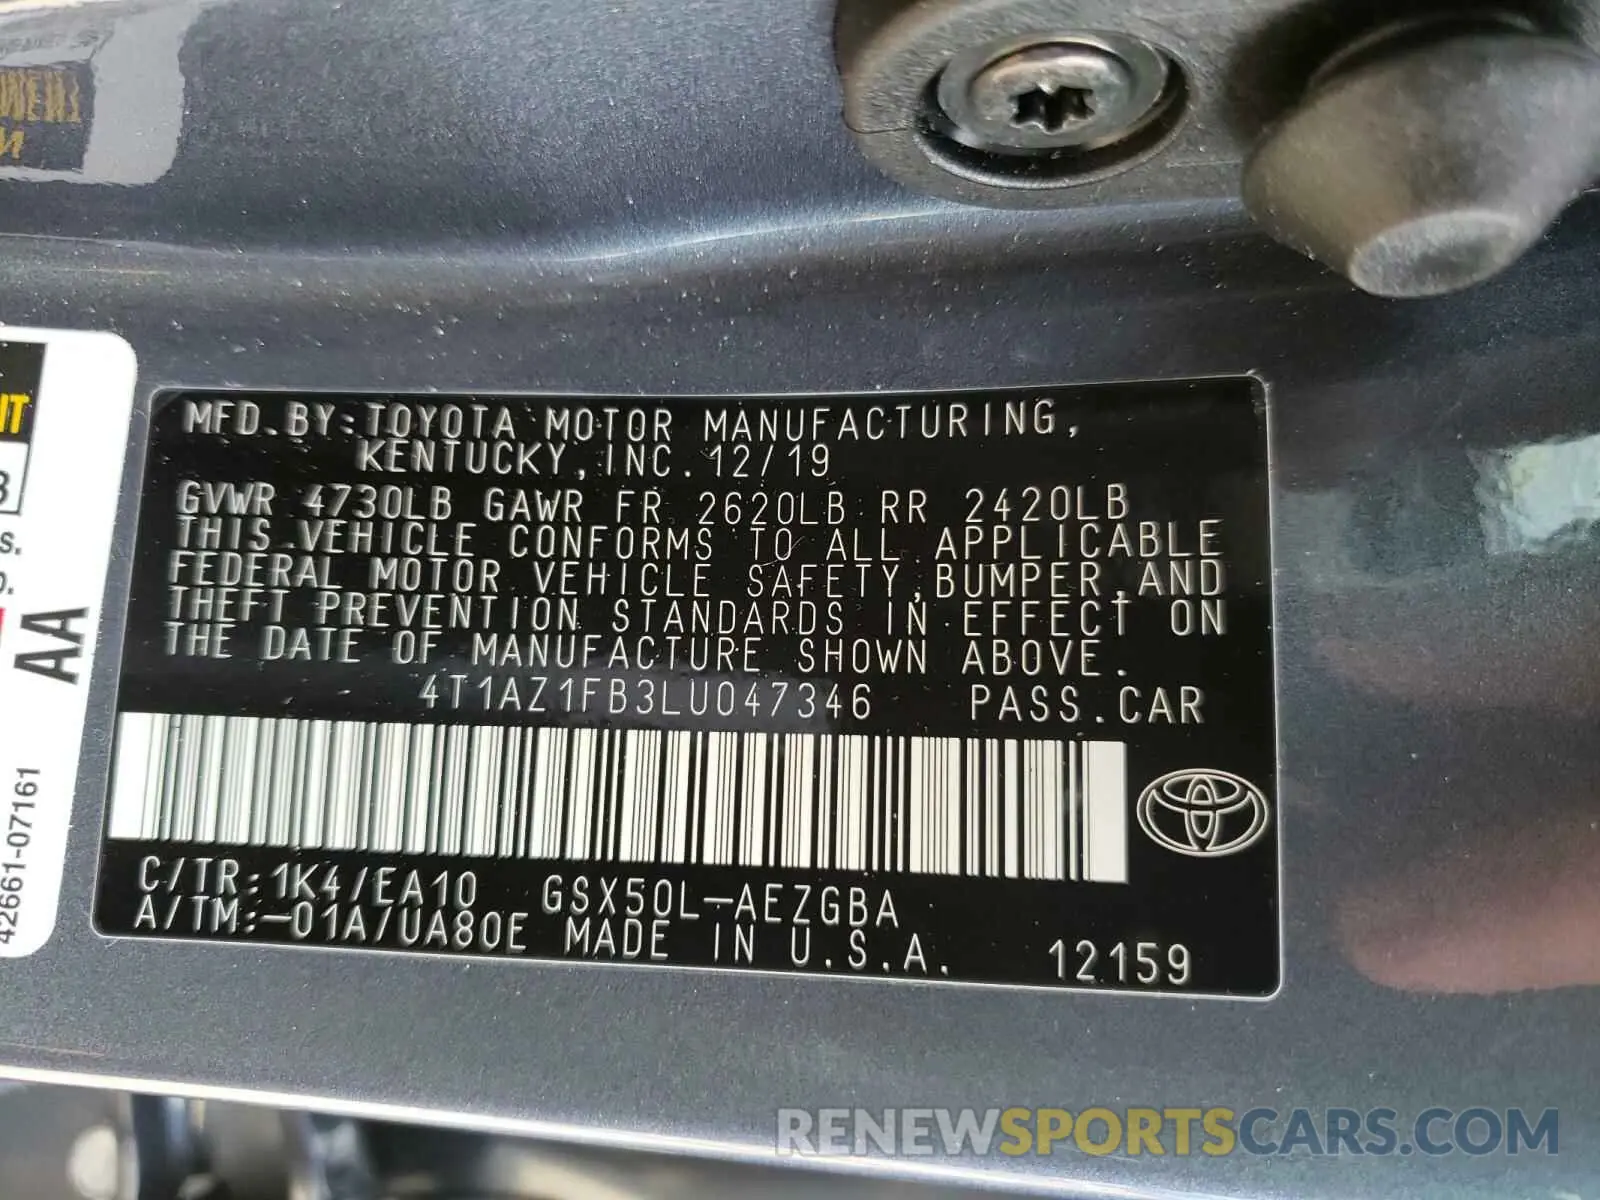 MFD.BY:TOYOTA MOTOR MANUFACTURING,
KENTUCKY,INC.12/19
GVWR 4730LB GAWR FR 2620LB RR 2420LB
THIS VEHICLE CONFORMS TO ALL APPLICABLE
FEDERAL MOTOR VEHICLE SAFETY,BUMPER,AND
THEFT PREVENTION STANDARDS IN EFFECT ON
THE DATE OF MANUFACTURE SHOWN ABOVE.
4T1AZ1FB3LU047346 PASS.CAR
C/TR:1K4/EA10 GSX50L-AEZGBA
A/TM:-01A/UA80E MADE IN U.S.A. 12159
AA
42661-07161
RENEWSPORTSCARS.COM